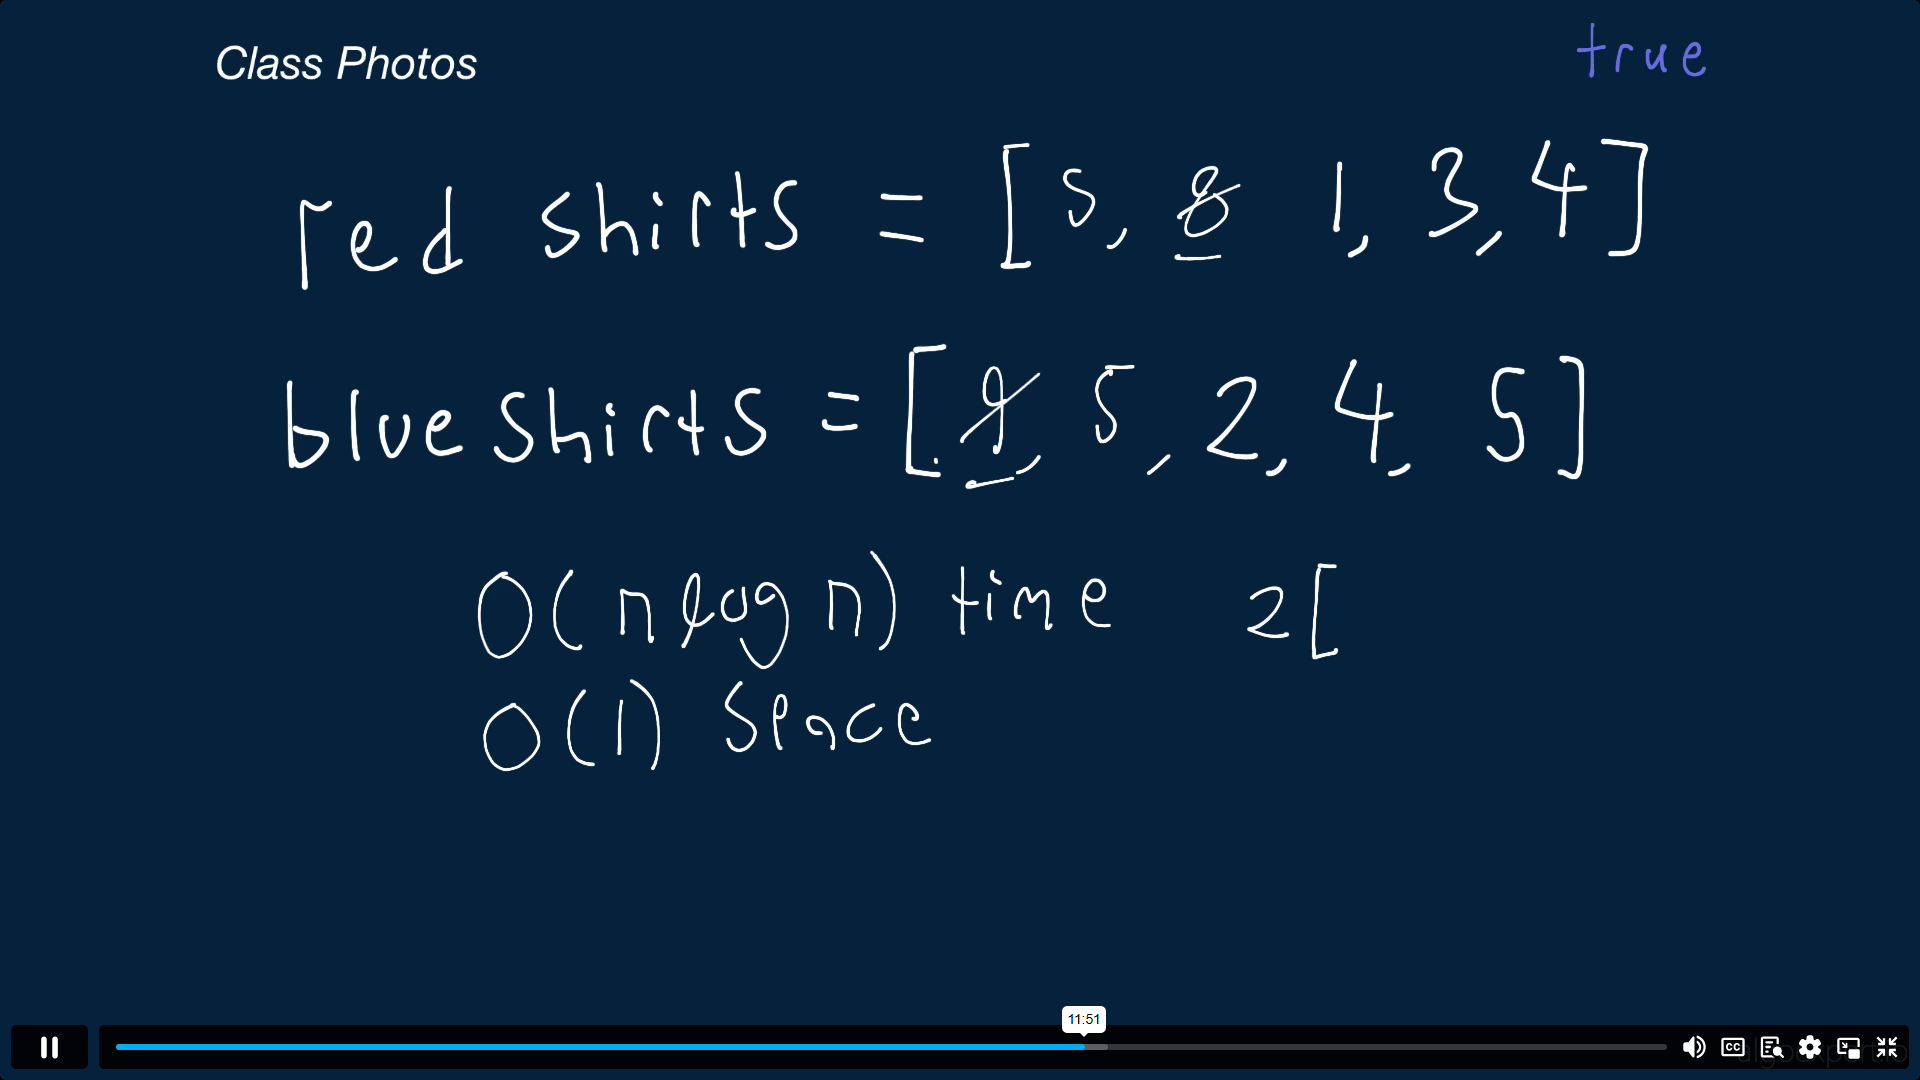 Class Photos
true
red shirts = [5, 8 1, 3, 4]
blue shirts = [9, 5, 2, 4, 5]
O(n log n) time 2[
O(1) Space
11:51
CC